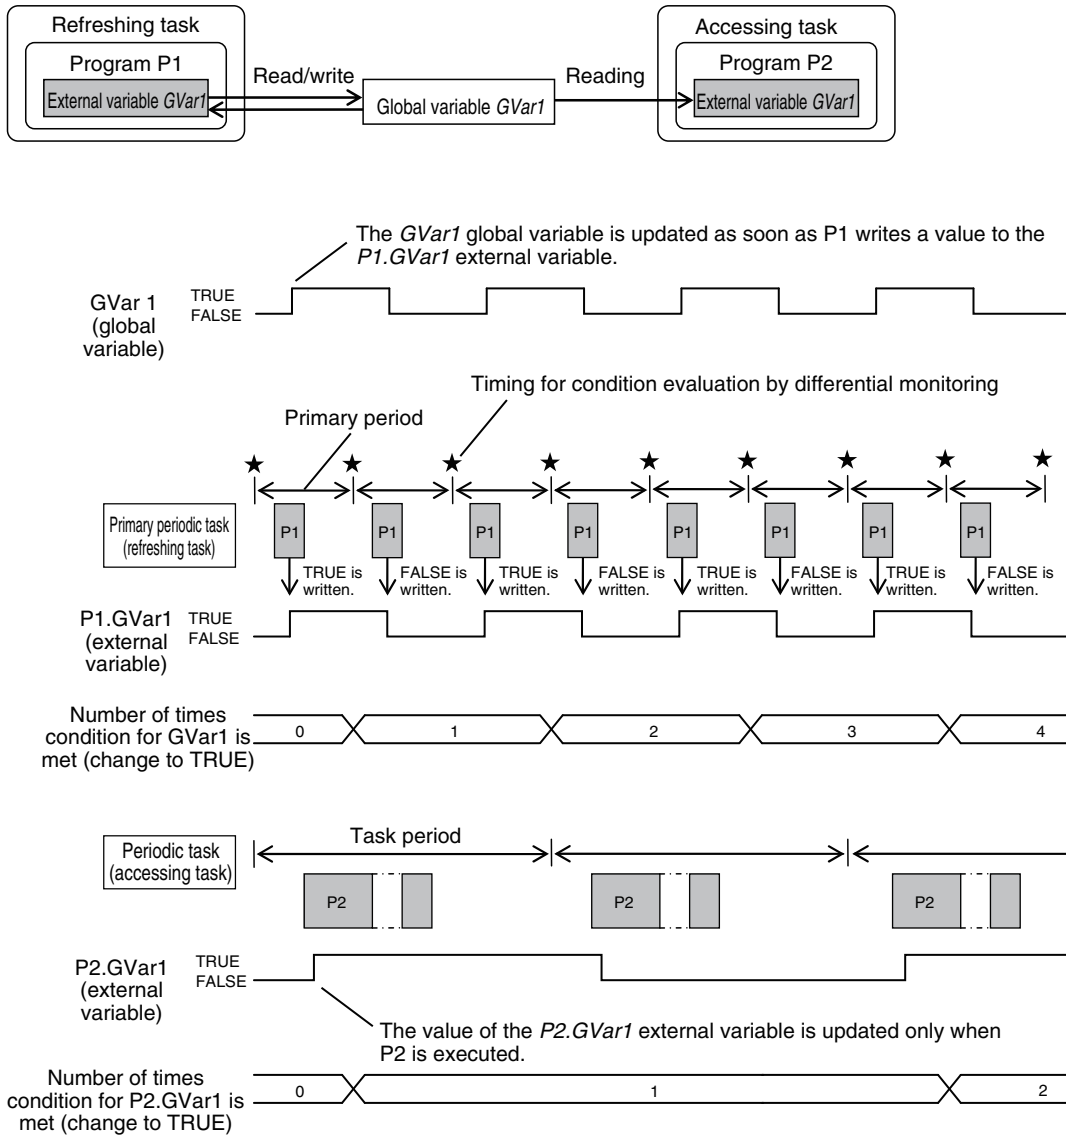 Refreshing task
Program P1
External variable GVar1
Read/write
Global variable GVar1
Reading
Accessing task
Program P2
External variable GVar1
The GVar1 global variable is updated as soon as P1 writes a value to the
P1.GVar1 external variable.
GVar 1
(global
variable)
TRUE
FALSE
Timing for condition evaluation by differential monitoring
Primary period
★ ★ ★ ★ ★ ★ ★ ★ ★
Primary periodic task
(refreshing task)
P1 P1 P1 P1 P1 P1 P1 P1
TRUE is
written.
FALSE is
written.
TRUE is
written.
FALSE is
written.
TRUE is
written.
FALSE is
written.
TRUE is
written.
FALSE is
written.
P1.GVar1
(external
variable)
TRUE
FALSE
Number of times
condition for GVar1 is
met (change to TRUE)
0 1 2 3 4
Periodic task
(accessing task)
Task period
P2 P2 P2
P2.GVar1
(external
variable)
TRUE
FALSE
The value of the P2.GVar1 external variable is updated only when
P2 is executed.
Number of times
condition for P2.GVar1 is
met (change to TRUE)
0 1 2